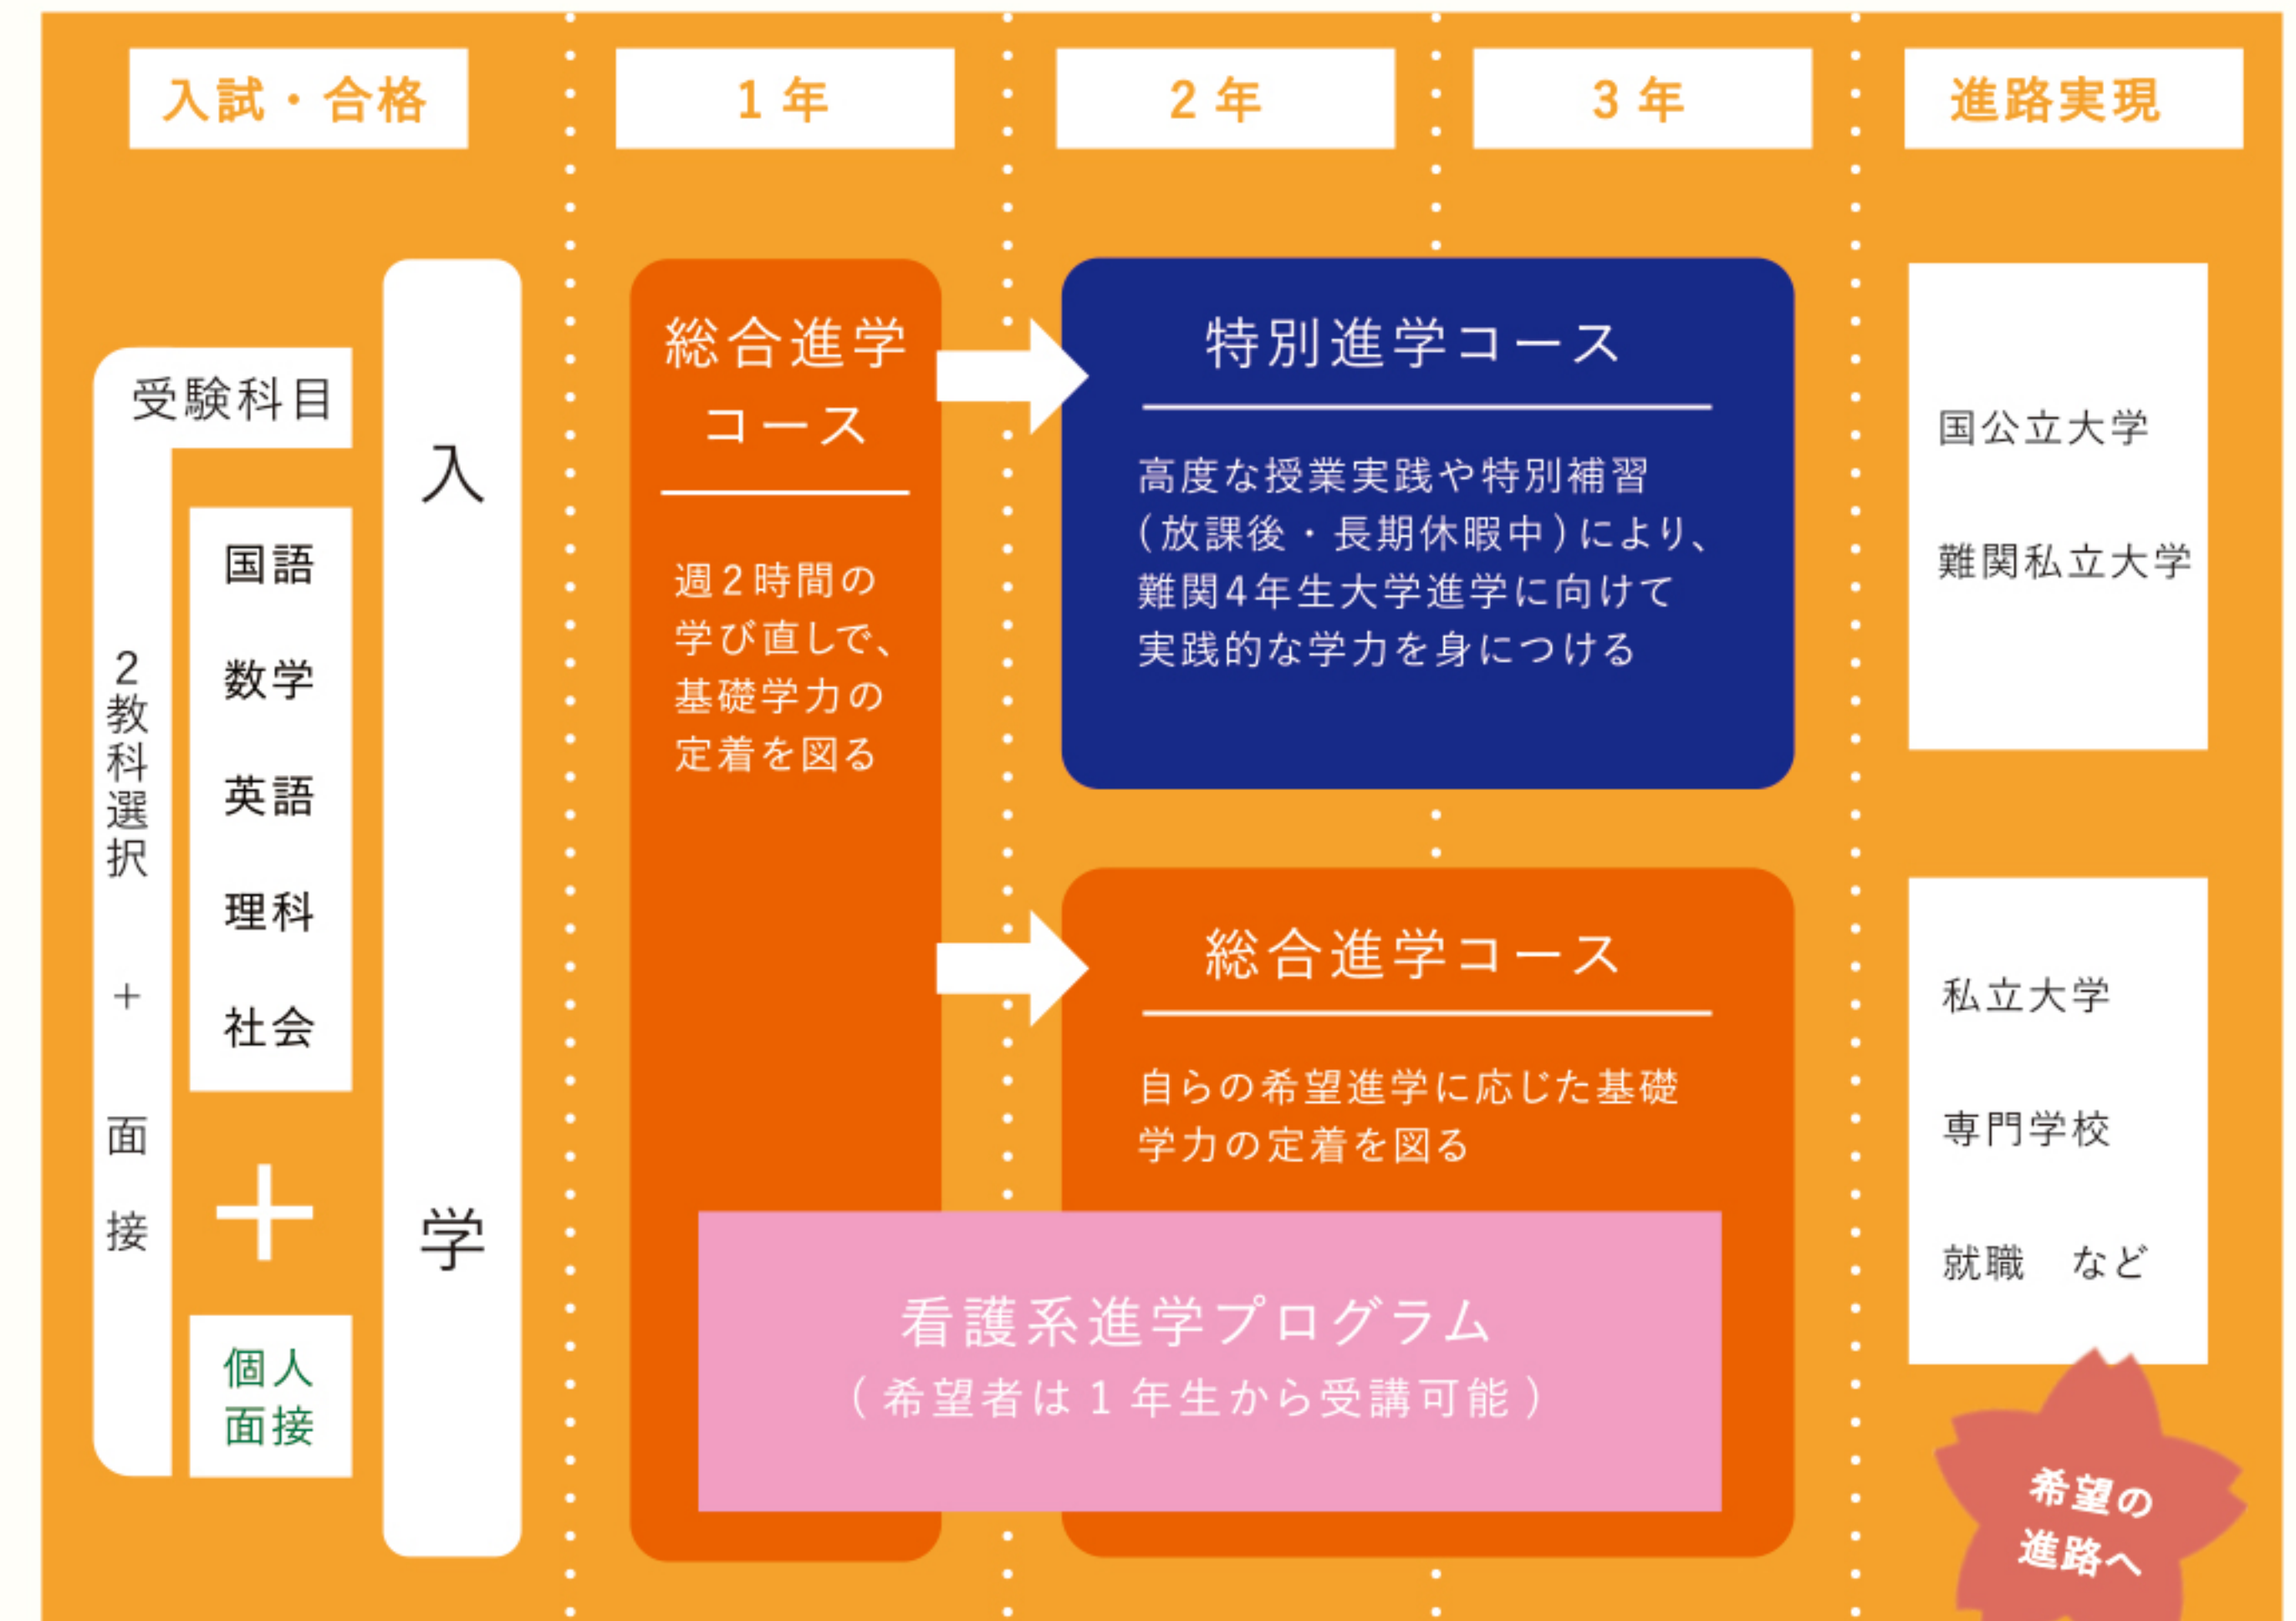 入試・合格
1年
2年
3年
進路実現
受験科目
2教科選択 + 面接
国語
数学
英語
理科
社会
+
個人
面接
入学
総合進学
コース
週2時間の
学び直しで、
基礎学力の
定着を図る
特別進学コース
高度な授業実践や特別補習
(放課後・長期休暇中)により、
難関4年生大学進学に向けて
実践的な学力を身につける
総合進学コース
自らの希望進学に応じた基礎
学力の定着を図る
看護系進学プログラム
(希望者は1年生から受講可能)
国公立大学
難関私立大学
私立大学
専門学校
就職 など
希望の
進路へ